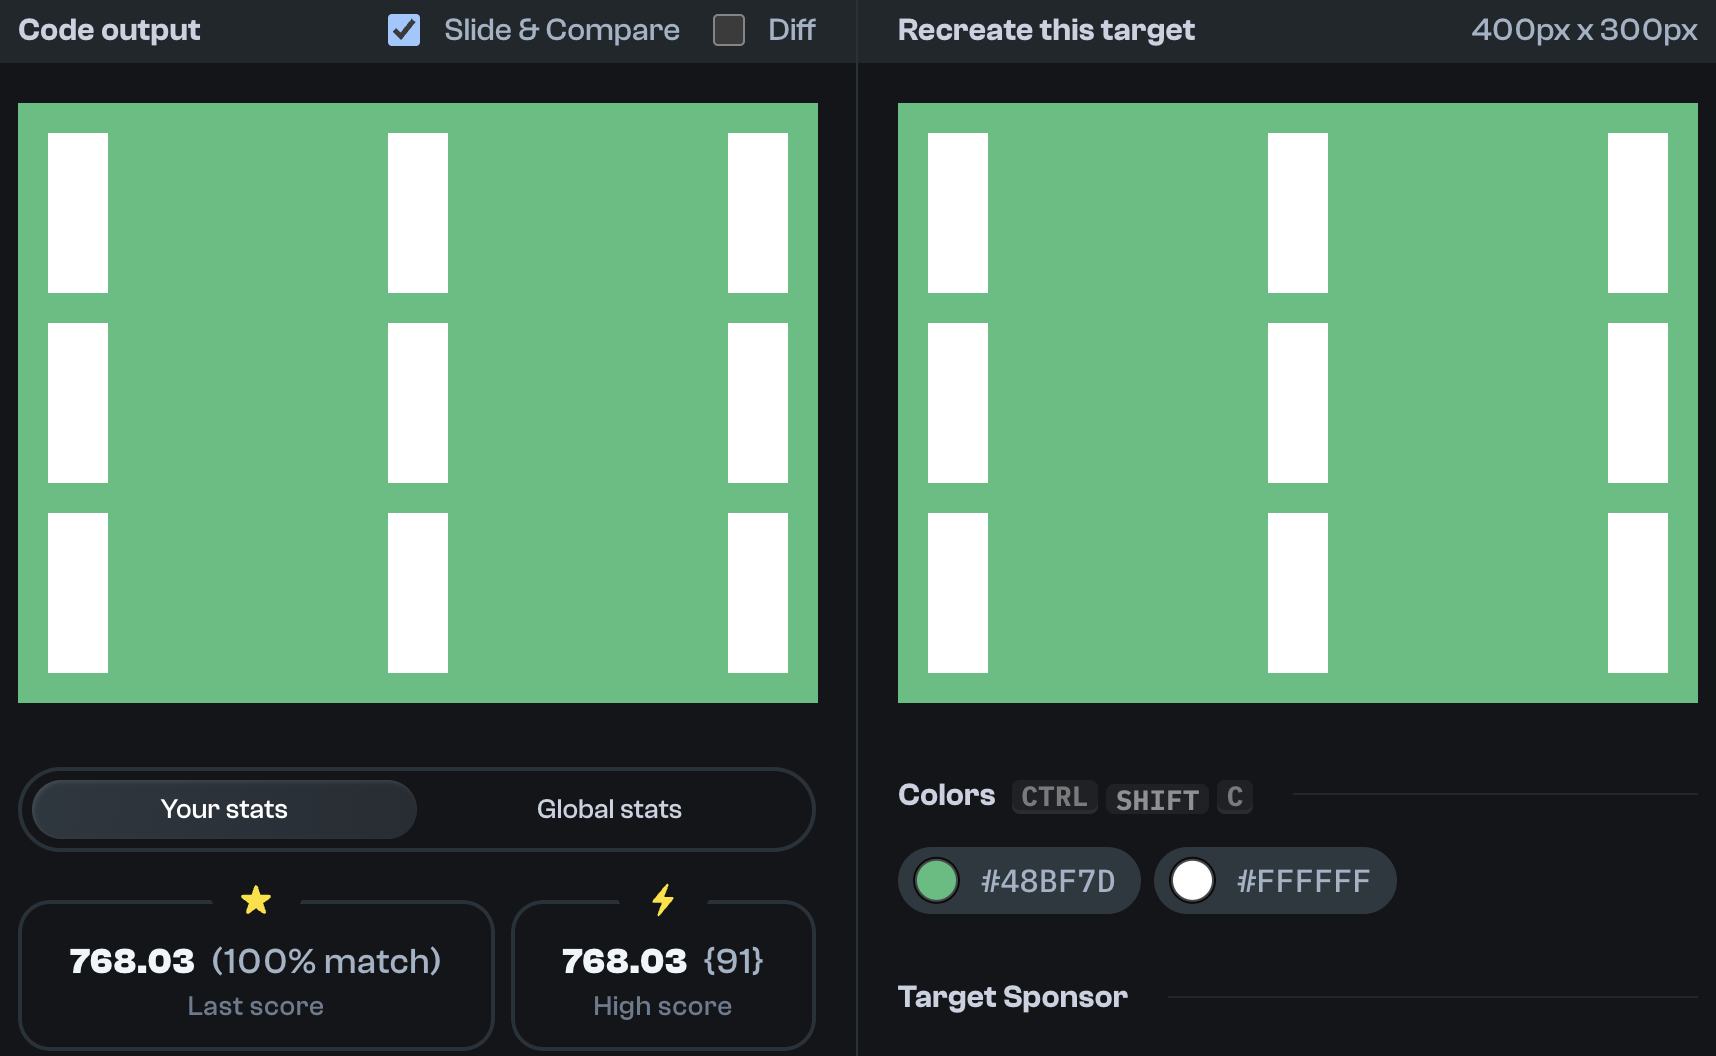 Code output
Slide & Compare
Diff
Recreate this target
400px x 300px
Your stats
Global stats
768.03 (100% match)
Last score
768.03 {91}
High score
Colors CTRL SHIFT C
#48BF7D
#FFFFFF
Target Sponsor